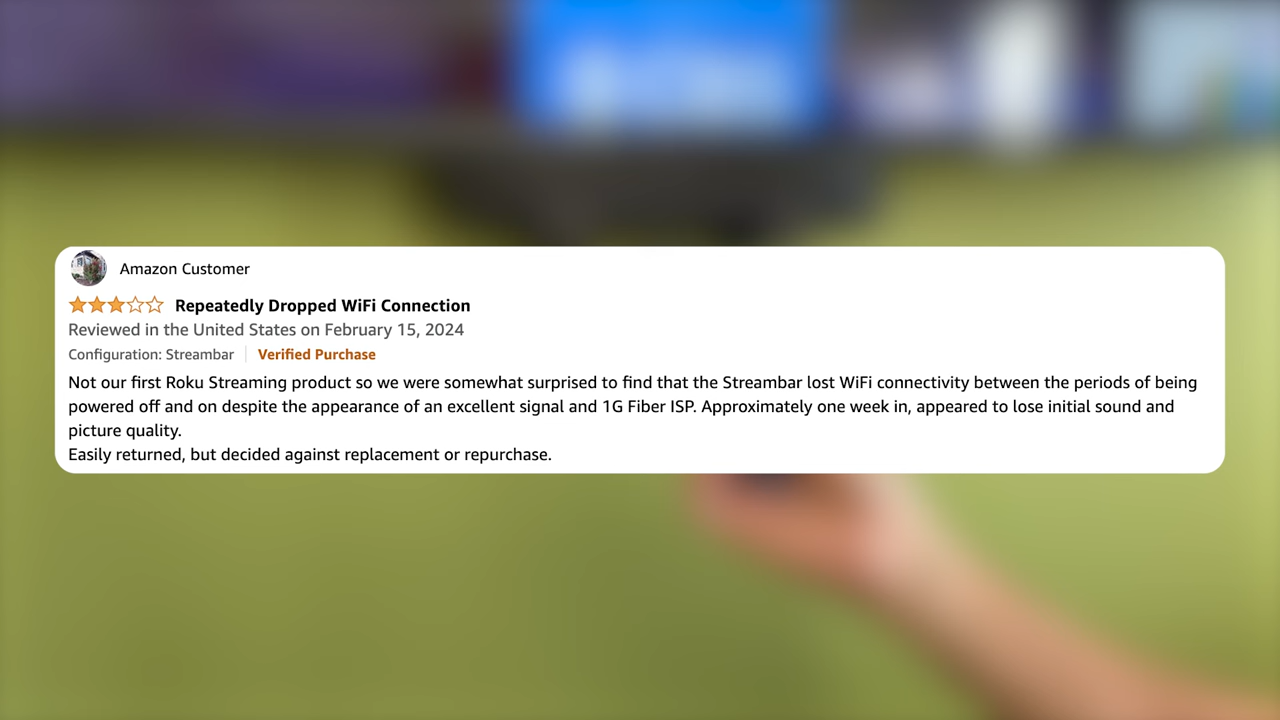 Amazon Customer
Repeatedly Dropped WiFi Connection
Reviewed in the United States on February 15, 2024
Configuration: Streambar Verified Purchase
Not our first Roku Streaming product so we were somewhat surprised to find that the Streambar lost WiFi connectivity between the periods of being
powered off and on despite the appearance of an excellent signal and 1G Fiber ISP. Approximately one week in, appeared to lose initial sound and
picture quality.
Easily returned, but decided against replacement or repurchase.